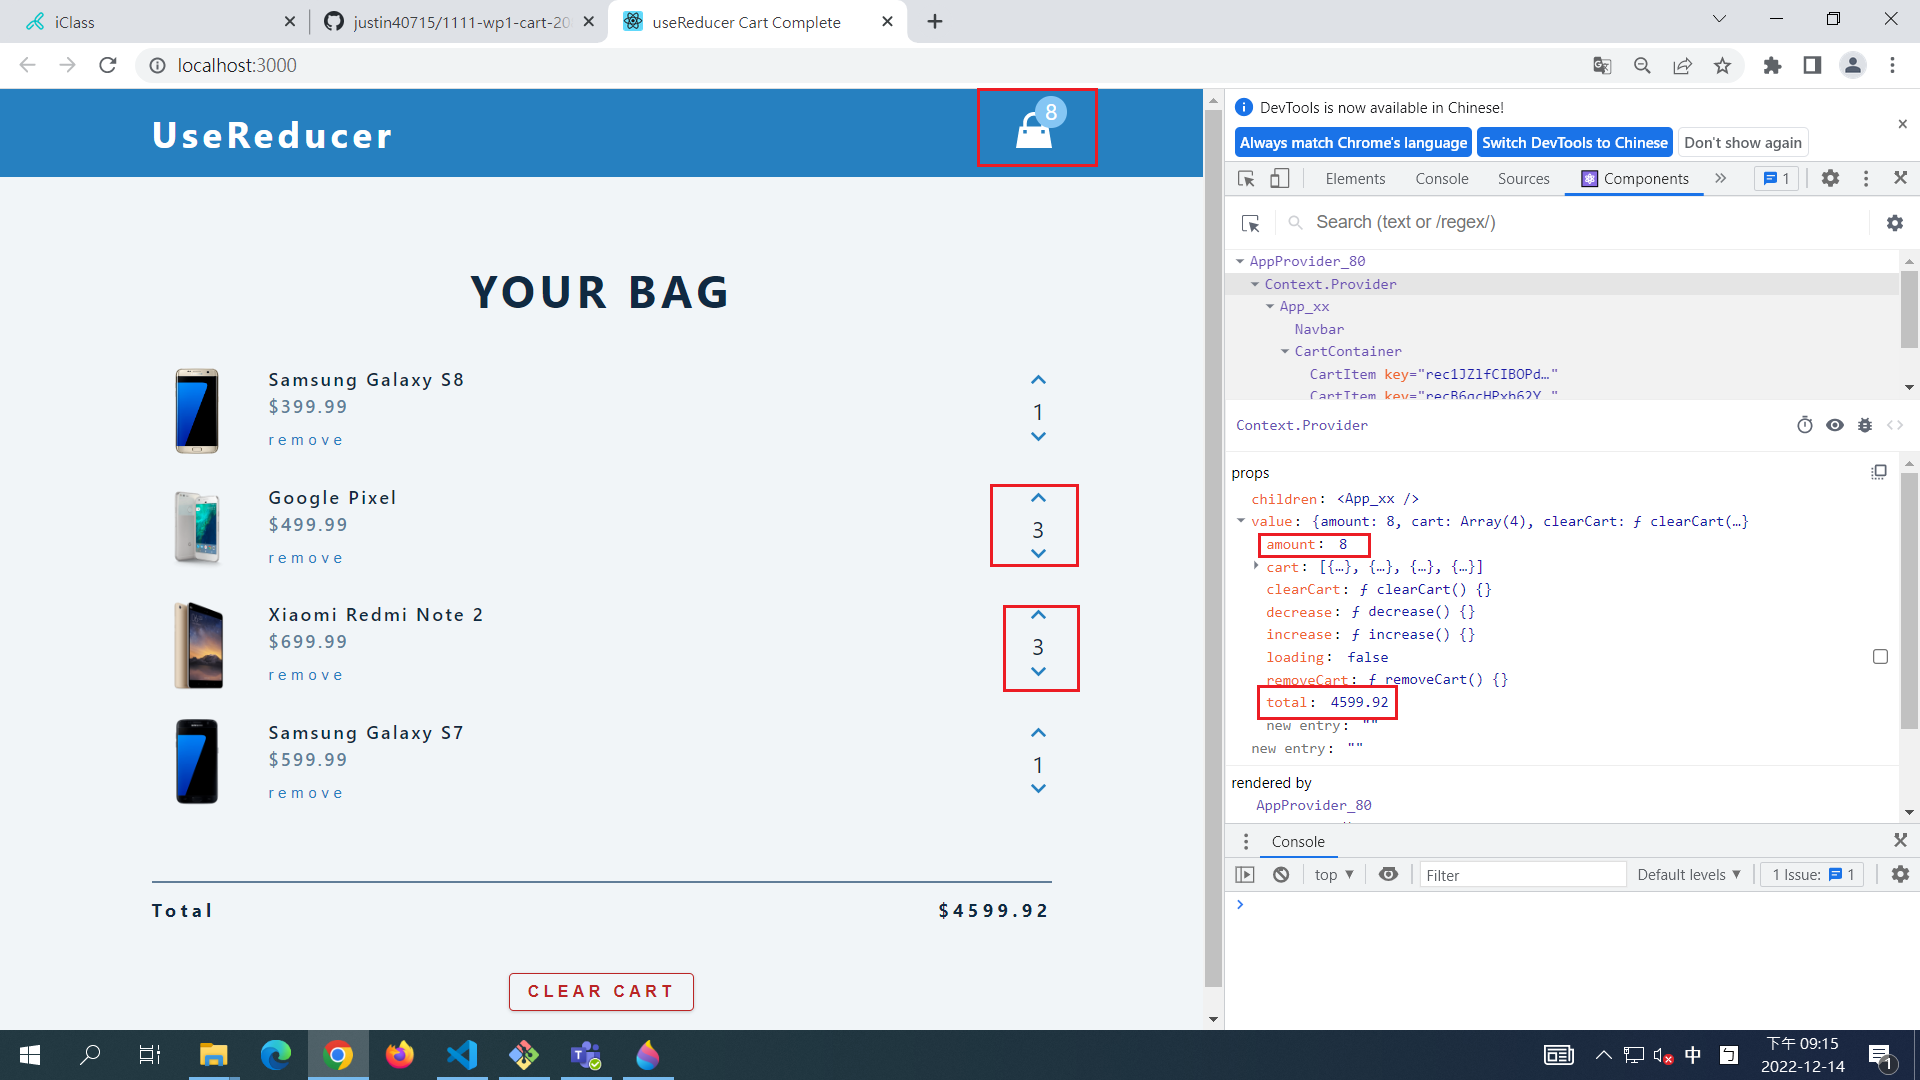 iClass
justin40715/1111-wp1-cart-20
useReducer Cart Complete
localhost:3000
UseReducer
8
YOUR BAG
Samsung Galaxy S8
$399.99
remove
1
Google Pixel
$499.99
remove
3
Xiaomi Redmi Note 2
$699.99
remove
3
Samsung Galaxy S7
$599.99
remove
1
Total
$4599.92
CLEAR CART
DevTools is now available in Chinese!
Always match Chrome's language
Switch DevTools to Chinese
Don't show again
Elements
Console
Sources
Components
1
Search (text or /regex/)
AppProvider_80
Context.Provider
App_xx
Navbar
CartContainer
CartItem key="rec1JZlfCIBOPd…"
CartItem key="recB6qcHPxb62Y…"
Context.Provider
props
children: <App_xx />
value: {amount: 8, cart: Array(4), clearCart: ƒ clearCart(…}
amount: 8
cart: [{…}, {…}, {…}, {…}]
clearCart: ƒ clearCart() {}
decrease: ƒ decrease() {}
increase: ƒ increase() {}
loading: false
removeCart: ƒ removeCart() {}
total: 4599.92
new entry: ""
new entry: ""
rendered by
AppProvider_80
Console
top
Filter
Default levels
1 Issue: 1
中
下午 09:15
2022-12-14
1